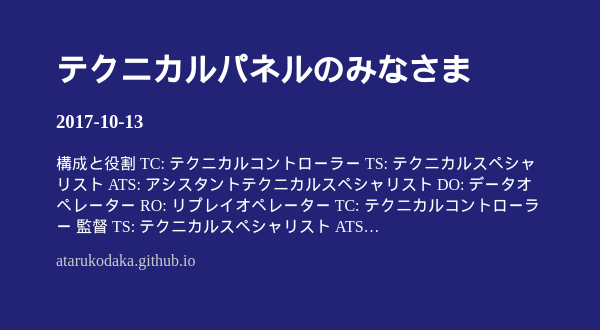 テクニカルパネルのみなさま
2017-10-13
構成と役割 TC: テクニカルコントローラー TS: テクニカルスペシャ
リスト ATS: アシスタントテクニカルスペシャリスト DO: データオ
ペレーター RO: リプレイオペレーター TC: テクニカルコントローラ
ー 監督 TS: テクニカルスペシャリスト ATS…
atarukodaka.github.io